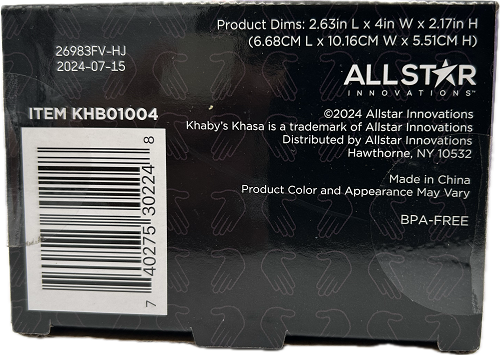 Product Dims: 2.63in L x 4in W x 2.17in H
(6.68CM L x 10.16CM W x 5.51CM H)
26983FV-HJ
2024-07-15
ALLSTAR
INNOVATIONS™
ITEM KHB01004
©2024 Allstar Innovations
Khaby's Khasa is a trademark of Allstar Innovations
Distributed by Allstar Innovations
Hawthorne, NY 10532
Made in China
Product Color and Appearance May Vary
BPA-FREE
7 40275 30224 8